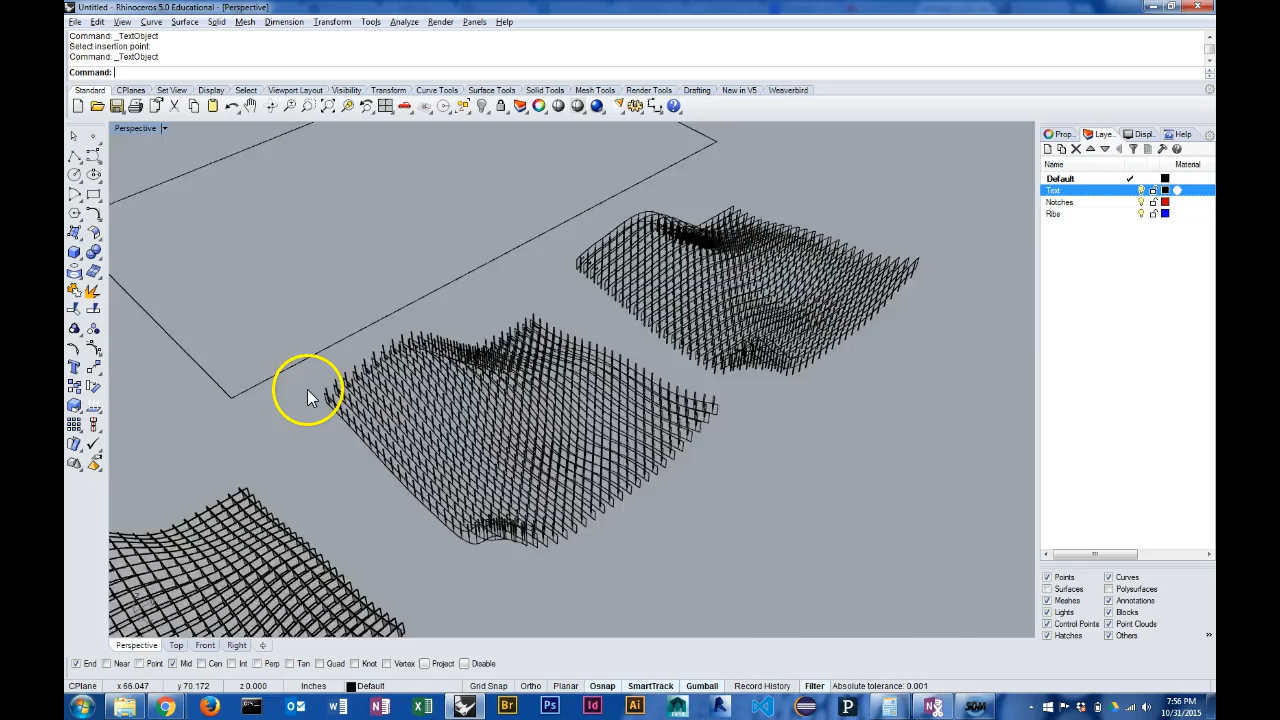 Untitled - Rhinoceros 5.0 Educational - [Perspective]
File Edit View Curve Surface Solid Mesh Dimension Transform Tools Analyze Render Panels Help
Command: _TextObject
Select insertion point:
Command: _TextObject
Command:
Standard CPlanes Set View Display Select Viewport Layout Visibility Transform Curve Tools Surface Tools Solid Tools Mesh Tools Render Tools Drafting New in V5 Weaverbird
Perspective
Prop... Laye... Displ... Help
Name Material
Default
Text
Notches
Ribs
Points Curves
Surfaces Polysurfaces
Meshes Annotations
Lights Blocks
Control Points Point Clouds
Hatches Others
Perspective Top Front Right
End Near Point Mid Cen Int Perp Tan Quad Knot Vertex Project Disable
CPlane x 66.047 y 70.172 z 0.000 Inches Default Grid Snap Ortho Planar Osnap SmartTrack Gumball Record History Filter Absolute tolerance: 0.001
Br Ps Id Ai P SOM
7:56 PM
10/31/2015